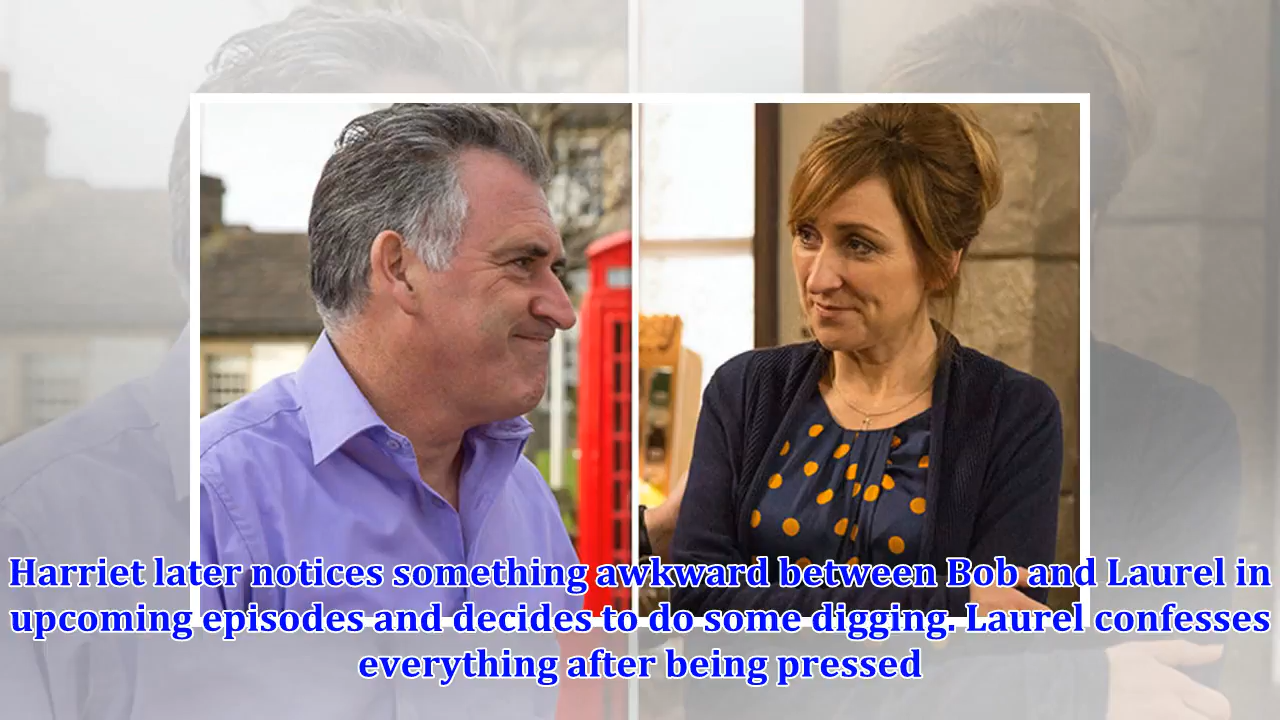 Harriet later notices something awkward between Bob and Laurel in
upcoming episodes and decides to do some digging. Laurel confesses
everything after being pressed